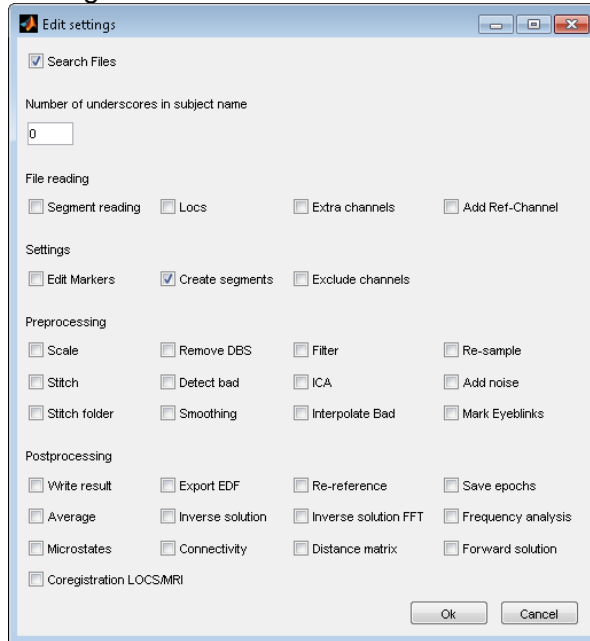 Edit settings
Search Files
Number of underscores in subject name
0
File reading
Segment reading Locs Extra channels Add Ref-Channel
Settings
Edit Markers Create segments Exclude channels
Preprocessing
Scale Remove DBS Filter Re-sample
Stitch Detect bad ICA Add noise
Stitch folder Smoothing Interpolate Bad Mark Eyeblinks
Postprocessing
Write result Export EDF Re-reference Save epochs
Average Inverse solution Inverse solution FFT Frequency analysis
Microstates Connectivity Distance matrix Forward solution
Coregistration LOCS/MRI
Ok Cancel